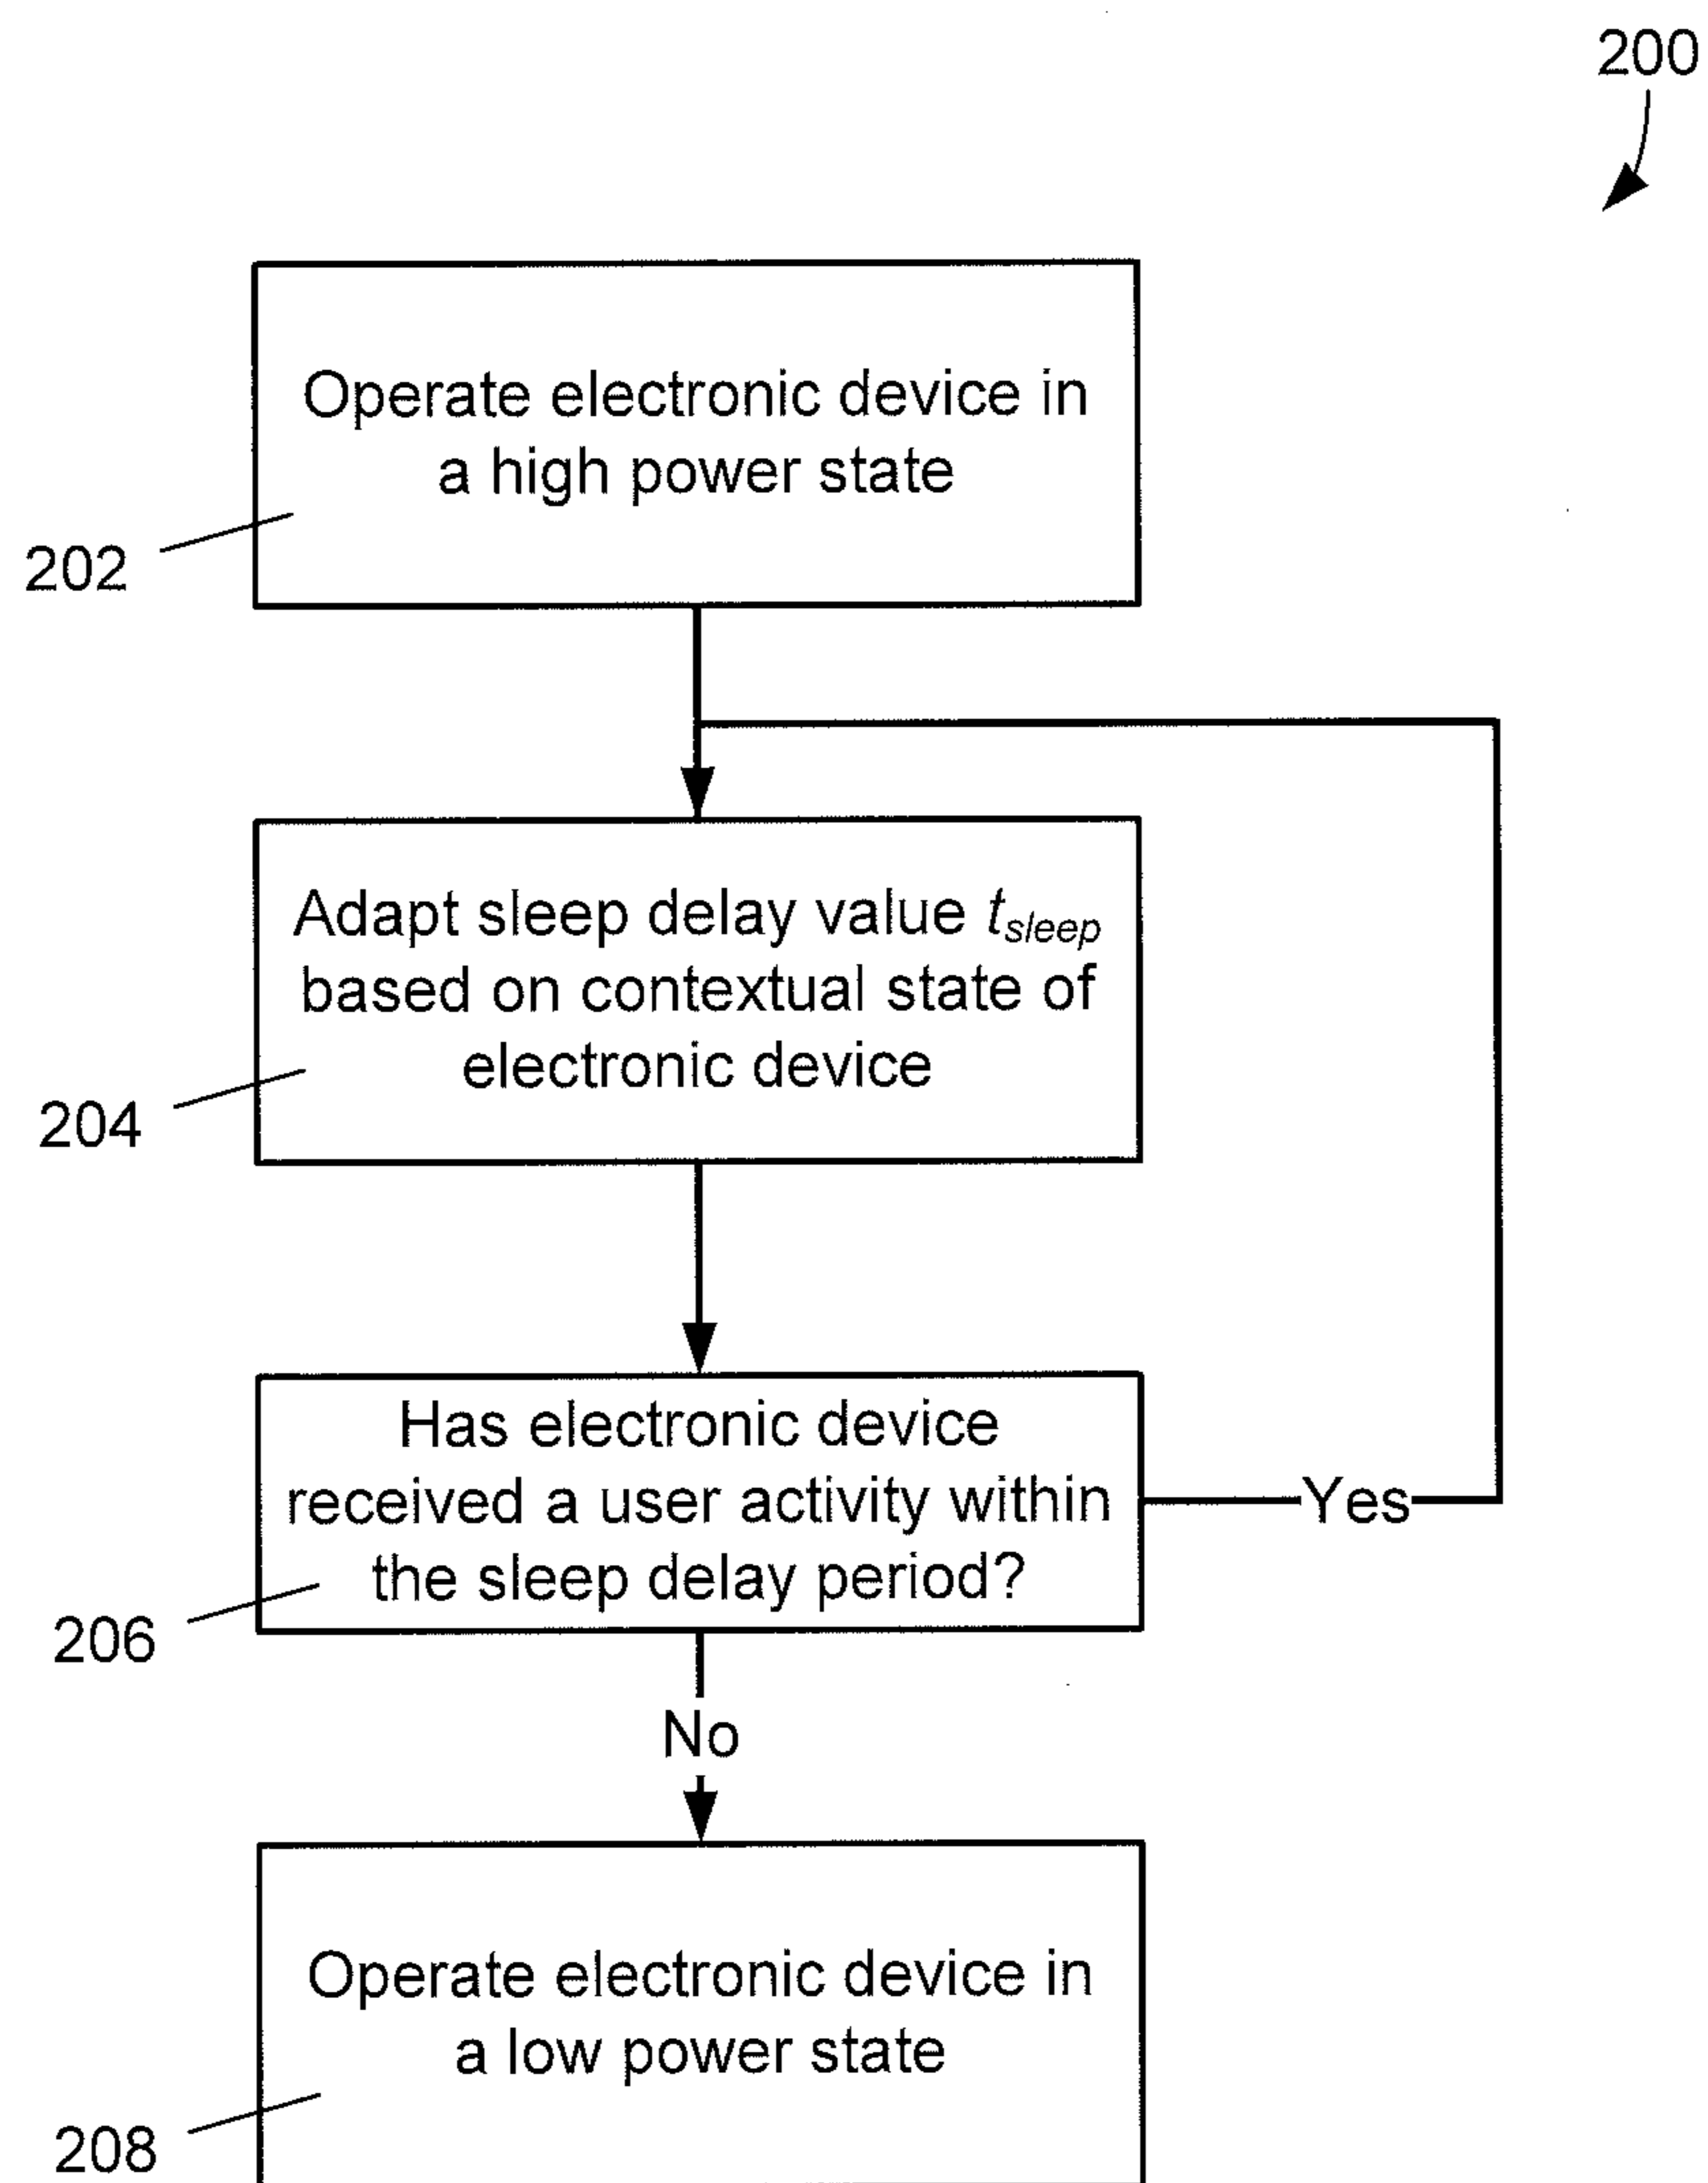 200
Operate electronic device in
a high power state
202
Adapt sleep delay value tsleep
based on contextual state of
electronic device
204
Has electronic device
received a user activity within
the sleep delay period?
Yes
206
No
Operate electronic device in
a low power state
208